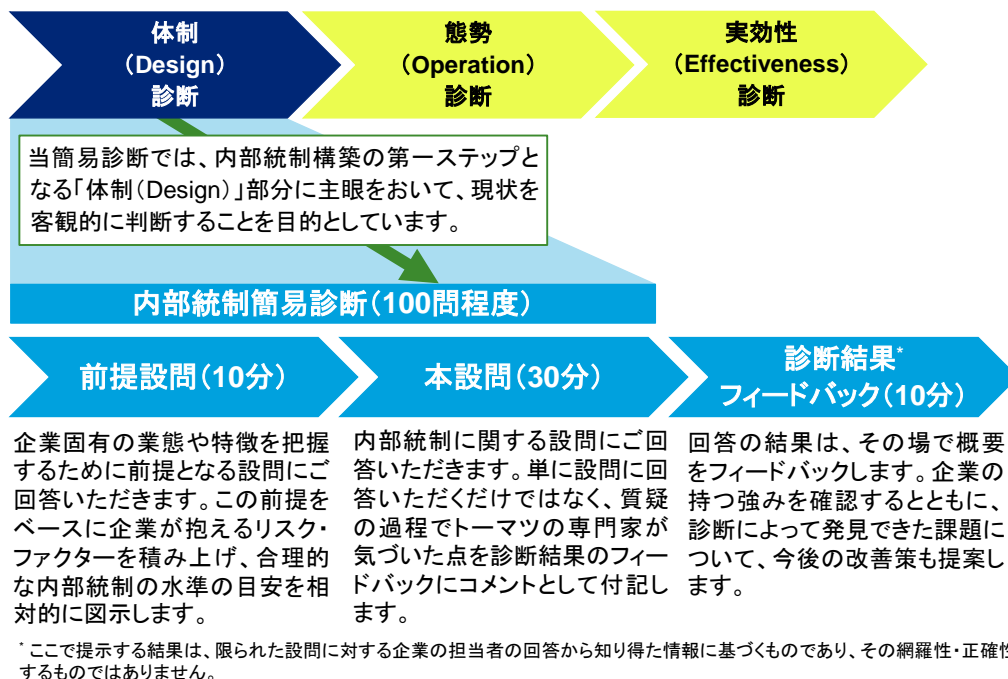 体制
(Design)
診断
態勢
(Operation)
診断
実効性
(Effectiveness)
診断
当簡易診断では、内部統制構築の第一ステップと
なる「体制(Design)」部分に主眼をおいて、現状を
客観的に判断することを目的としています。
内部統制簡易診断(100問程度)
前提設問(10分)
本設問(30分)
診断結果*
フィードバック(10分)
企業固有の業態や特徴を把握
するために前提となる設問にご
回答いただきます。この前提を
ベースに企業が抱えるリスク・
ファクターを積み上げ、合理的
な内部統制の水準の目安を相
対的に図示します。
内部統制に関する設問にご回
答いただきます。単に設問に回
答いただくだけではなく、質疑
の過程でトーマツの専門家が
気づいた点を診断結果のフィー
ドバックにコメントとして付記し
ます。
回答の結果は、その場で概要
をフィードバックします。企業の
持つ強みを確認するとともに、
診断によって発見できた課題に
ついて、今後の改善策も提案し
ます。
* ここで提示する結果は、限られた設問に対する企業の担当者の回答から知り得た情報に基づくものであり、その網羅性・正確性
するものではありません。